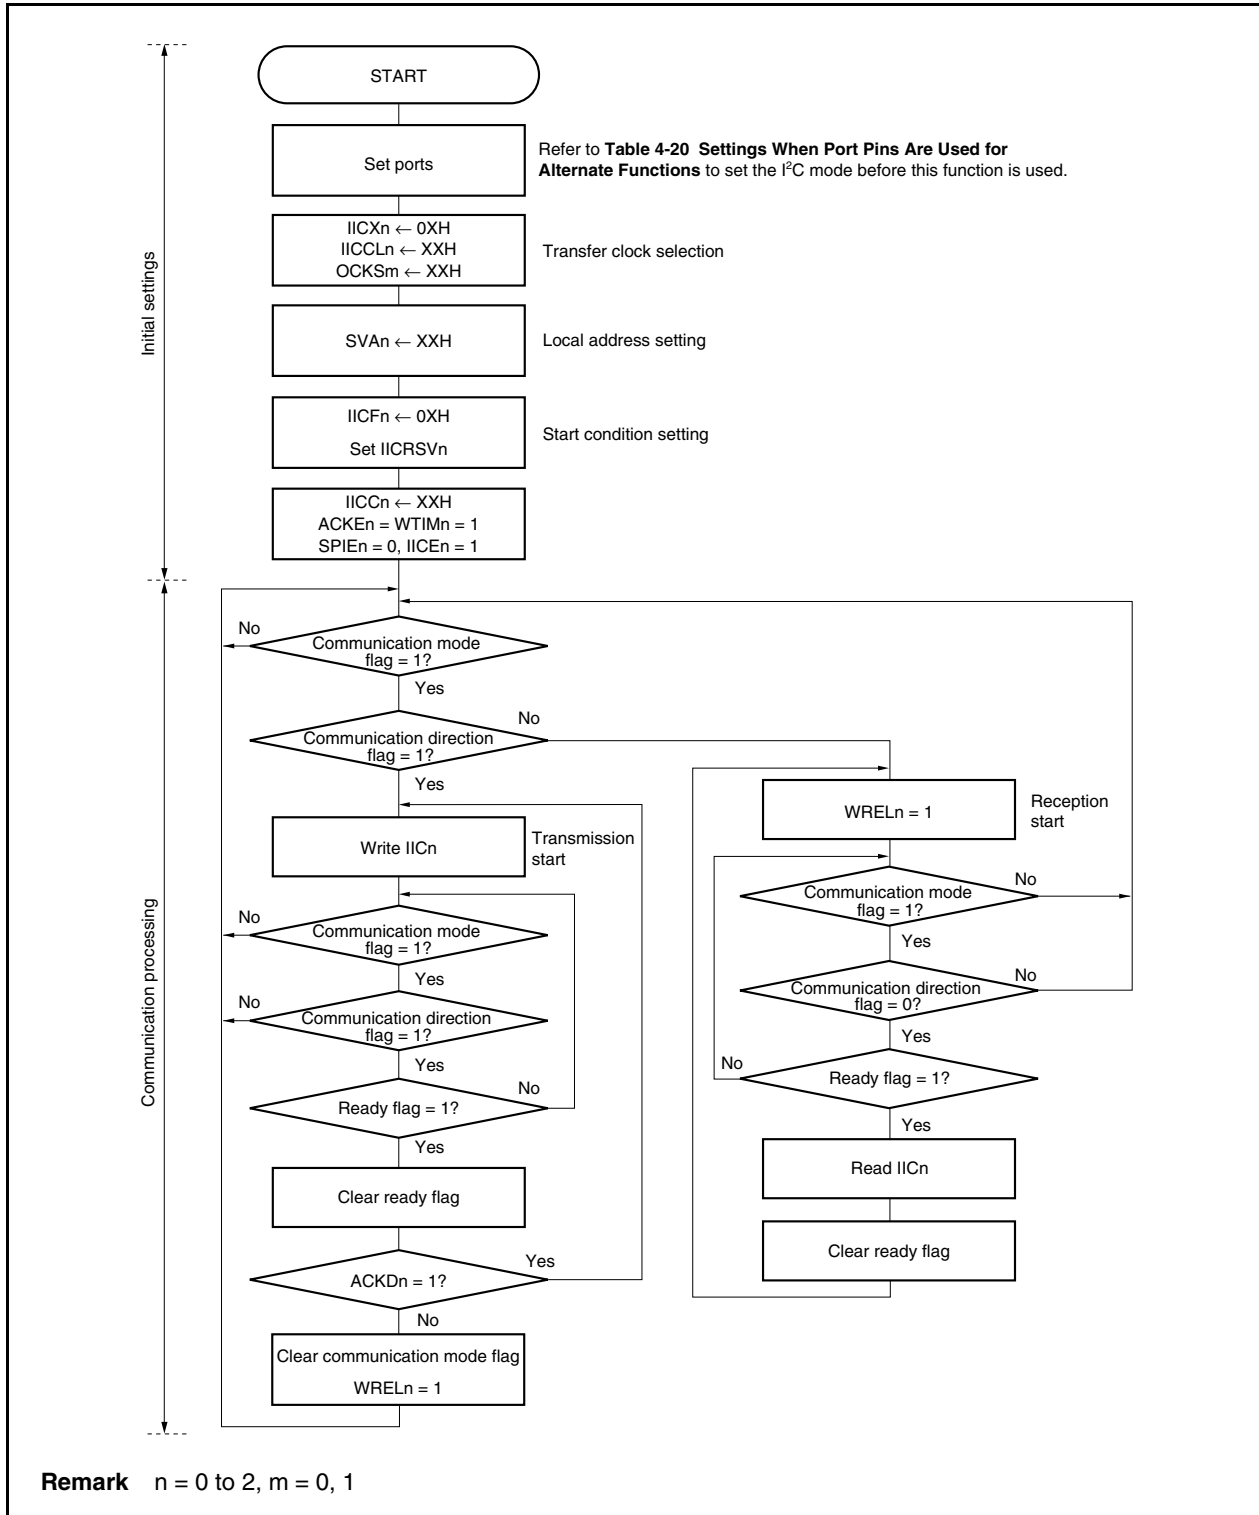 START
Set ports
Refer to Table 4-20 Settings When Port Pins Are Used for
Alternate Functions to set the I²C mode before this function is used.
IICXn ← 0XH
IICCLn ← XXH
OCKSm ← XXH
Transfer clock selection
Initial settings
SVAn ← XXH
Local address setting
IICFn ← 0XH
Set IICRSVn
Start condition setting
IICCn ← XXH
ACKEn = WTIMn = 1
SPIEn = 0, IICEn = 1
No
Communication mode
flag = 1?
Yes
No
Communication direction
flag = 1?
Yes
Write IICn
Transmission
start
Communication processing
No
Communication mode
flag = 1?
Yes
No
Communication direction
flag = 1?
Yes
No
Ready flag = 1?
Yes
Clear ready flag
Yes
ACKDn = 1?
No
Clear communication mode flag
WRELn = 1
WRELn = 1
Reception
start
No
Communication mode
flag = 1?
Yes
No
Communication direction
flag = 0?
Yes
No
Ready flag = 1?
Yes
Read IICn
Clear ready flag
Remark n = 0 to 2, m = 0, 1